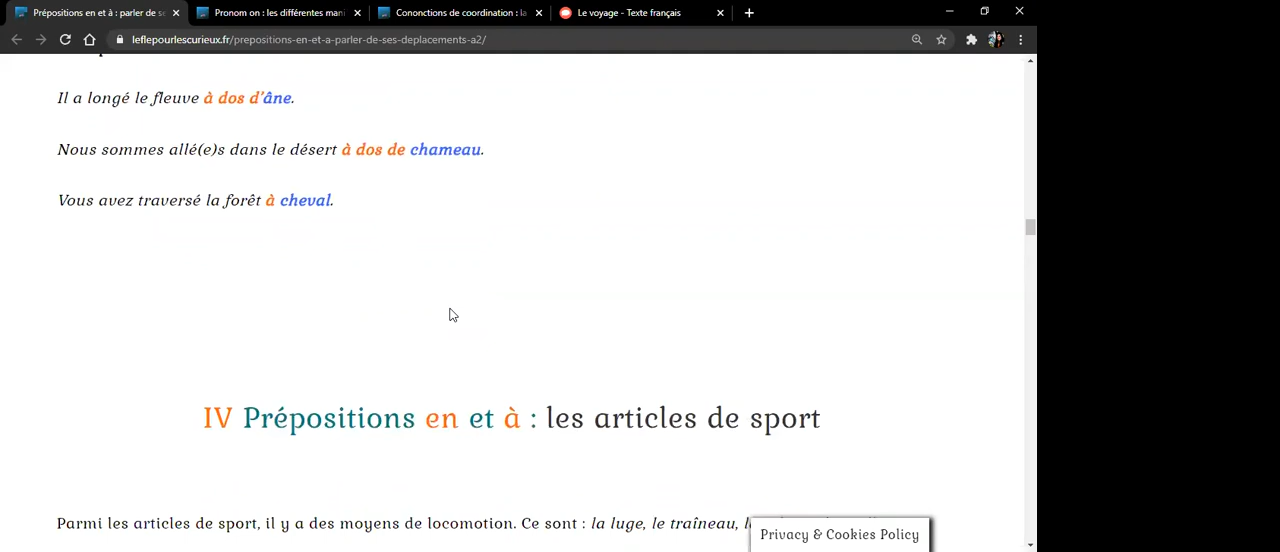 Prépositions en et à : parler de se
Pronom on : les différentes mani
Cononctions de coordination : la
Le voyage - Texte français
leflepourlescurieux.fr/prepositions-en-et-a-parler-de-ses-deplacements-a2/
Il a longé le fleuve à dos d'âne.
Nous sommes allé(e)s dans le désert à dos de chameau.
Vous avez traversé la forêt à cheval.
IV Prépositions en et à : les articles de sport
Parmi les articles de sport, il y a des moyens de locomotion. Ce sont : la luge, le traîneau,
Privacy & Cookies Policy